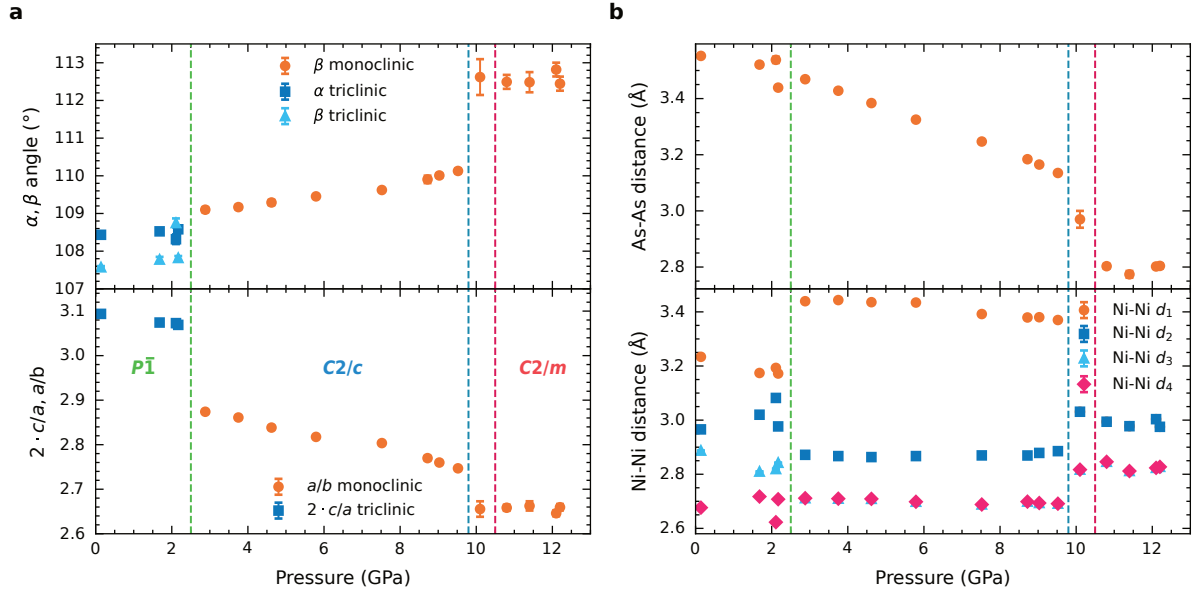 a
α, β angle (°)
113
112
111
110
109
108
107
β monoclinic
α triclinic
β triclinic
2 · c/a, a/b
3.1
3.0
2.9
2.8
2.7
2.6
P1̄
C2/c
C2/m
a/b monoclinic
2 · c/a triclinic
0 2 4 6 8 10 12
Pressure (GPa)
b
As-As distance (Å)
3.4
3.2
3.0
2.8
Ni-Ni distance (Å)
3.4
3.2
3.0
2.8
2.6
Ni-Ni d₁
Ni-Ni d₂
Ni-Ni d₃
Ni-Ni d₄
0 2 4 6 8 10 12
Pressure (GPa)